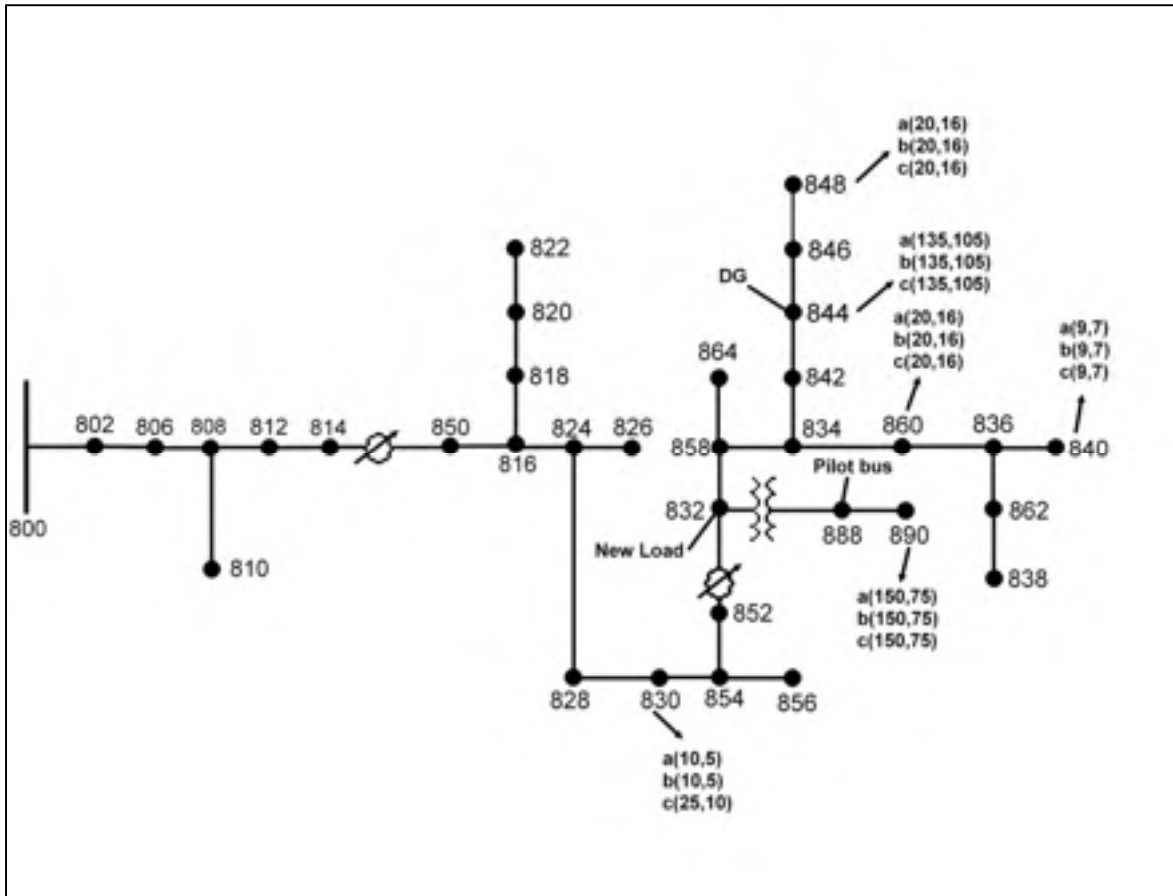 a(20,16)
b(20,16)
c(20,16)
848
822
846
a(135,105)
b(135,105)
c(135,105)
DG
820
844
a(20,16)
b(20,16)
c(20,16)
a(9,7)
b(9,7)
c(9,7)
864
818
842
802
806
808
812
814
850
824
826
834
860
836
816
858
840
Pilot bus
800
832
888
890
862
New Load
810
838
a(150,75)
b(150,75)
c(150,75)
852
828
830
854
856
a(10,5)
b(10,5)
c(25,10)